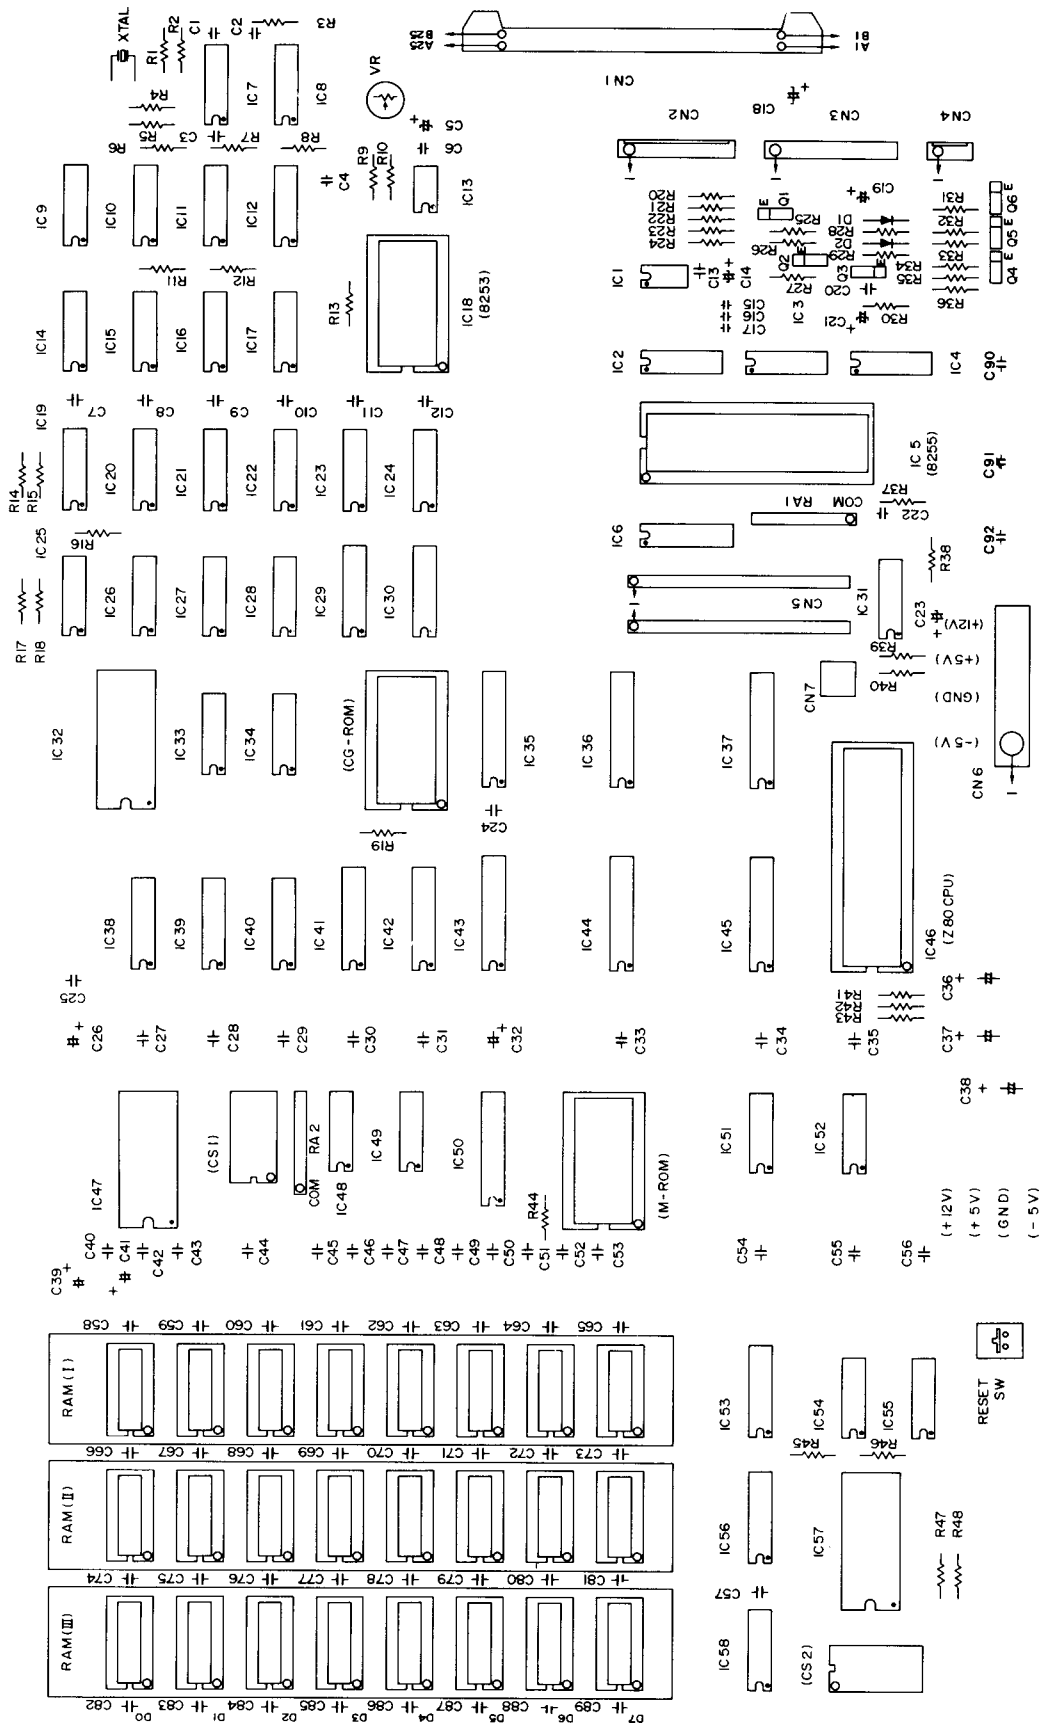 XTAL
R1
R2
C1
C2
R3
R4
R5
IC7
IC8
VR
C5
C6
R6
C3
R7
R8
C4
R9
R10
IC13
IC9
IC10
IC11
IC12
R11
R12
R13
IC18
(8253)
IC14
IC15
IC16
IC17
IC19
C7
C8
C9
C10
C11
C12
R14
R15
IC20
IC21
IC22
IC23
IC24
IC25
R16
R17
R18
IC26
IC27
IC28
IC29
IC30
B25
A25
B1
A1
CN1
CN2
C18
CN3
CN4
1
1
1
R20
R21
R22
R23
R24
E
Q1
R25
R26
C19
D1
R28
D2
R29
R31
R32
R33
R34
R35
R36
E
Q6
E
Q5
E
Q4
IC1
C13
C14
Q2
E
R27
Q3
E
C20
C15
C16
C17
IC3
C21
R30
IC2
IC4
C90
IC5
(8255)
C91
R37
RA1
COM
C22
IC6
C92
R38
1
1
CN5
IC31
C23
R39
R40
CN7
(+12V)
(+5V)
(GND)
(-5V)
CN6
1
IC32
IC33
IC34
(CG-ROM)
IC35
IC36
IC37
C24
R19
IC38
IC39
IC40
IC41
IC42
IC43
IC44
IC45
IC46
(Z80 CPU)
C25
C26
C27
C28
C29
C30
C31
C32
C33
C34
C35
R41
R42
R43
C36
C37
C38
IC47
(CS1)
COM
RA2
IC48
IC49
IC50
R44
(M-ROM)
IC51
IC52
(+12V)
(+5V)
(GND)
(-5V)
C39
C40
C41
C42
C43
C44
C45
C46
C47
C48
C49
C50
C51
C52
C53
C54
C55
C56
C58
C59
C60
C61
C62
C63
C64
C65
RAM(I)
IC53
IC54
IC55
RESET
SW
C66
C67
C68
C69
C70
C71
C72
C73
R45
R46
RAM(II)
IC56
IC57
R47
R48
C74
C75
C76
C77
C78
C79
C80
C81
C57
RAM(III)
IC58
(CS2)
C82
C83
C84
C85
C86
C87
C88
C89
D0
D1
D2
D3
D4
D5
D6
D7